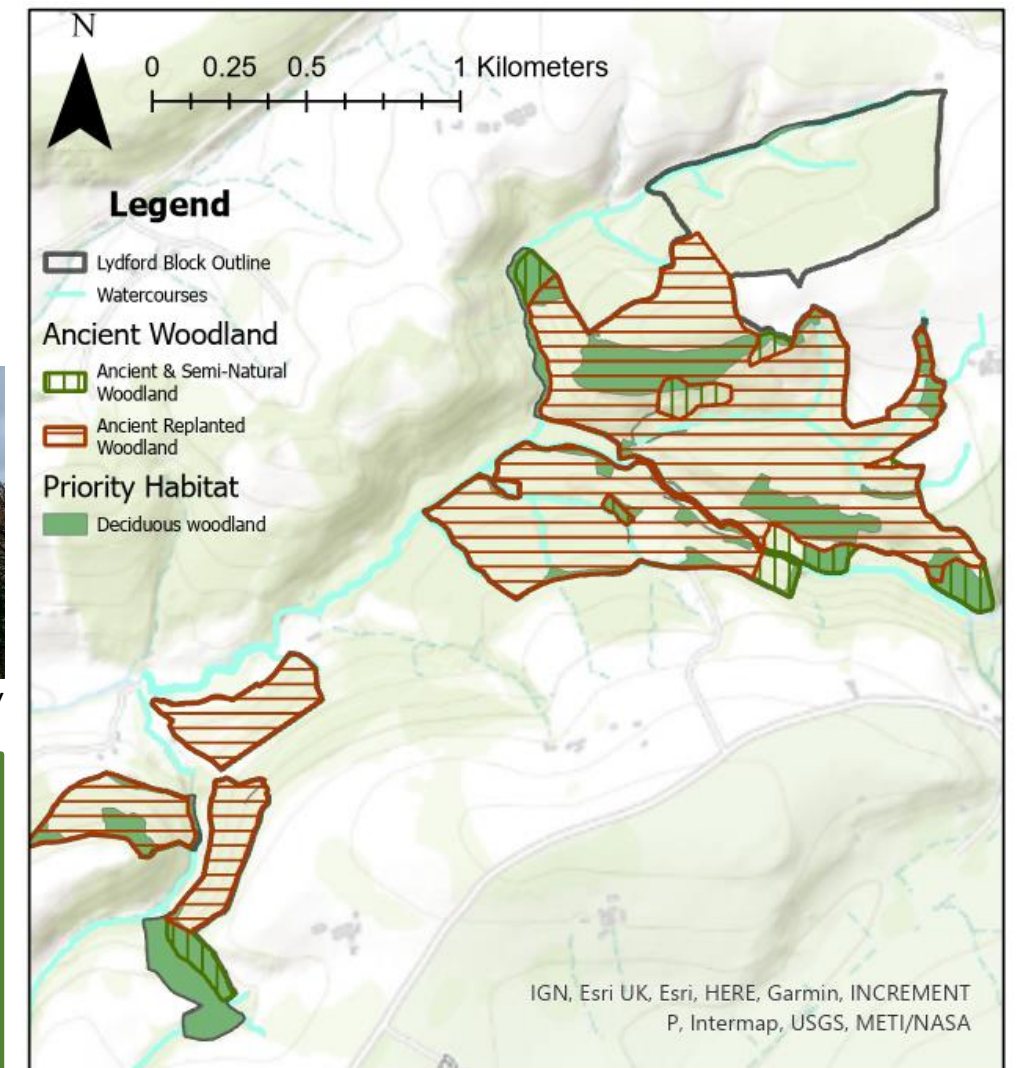 N
0 0.25 0.5 1 Kilometers
Legend
Lydford Block Outline
Watercourses
Ancient Woodland
Ancient & Semi-Natural
Woodland
Ancient Replanted
Woodland
Priority Habitat
Deciduous woodland
IGN, Esri UK, Esri, HERE, Garmin, INCREMENT
P, Intermap, USGS, METI/NASA